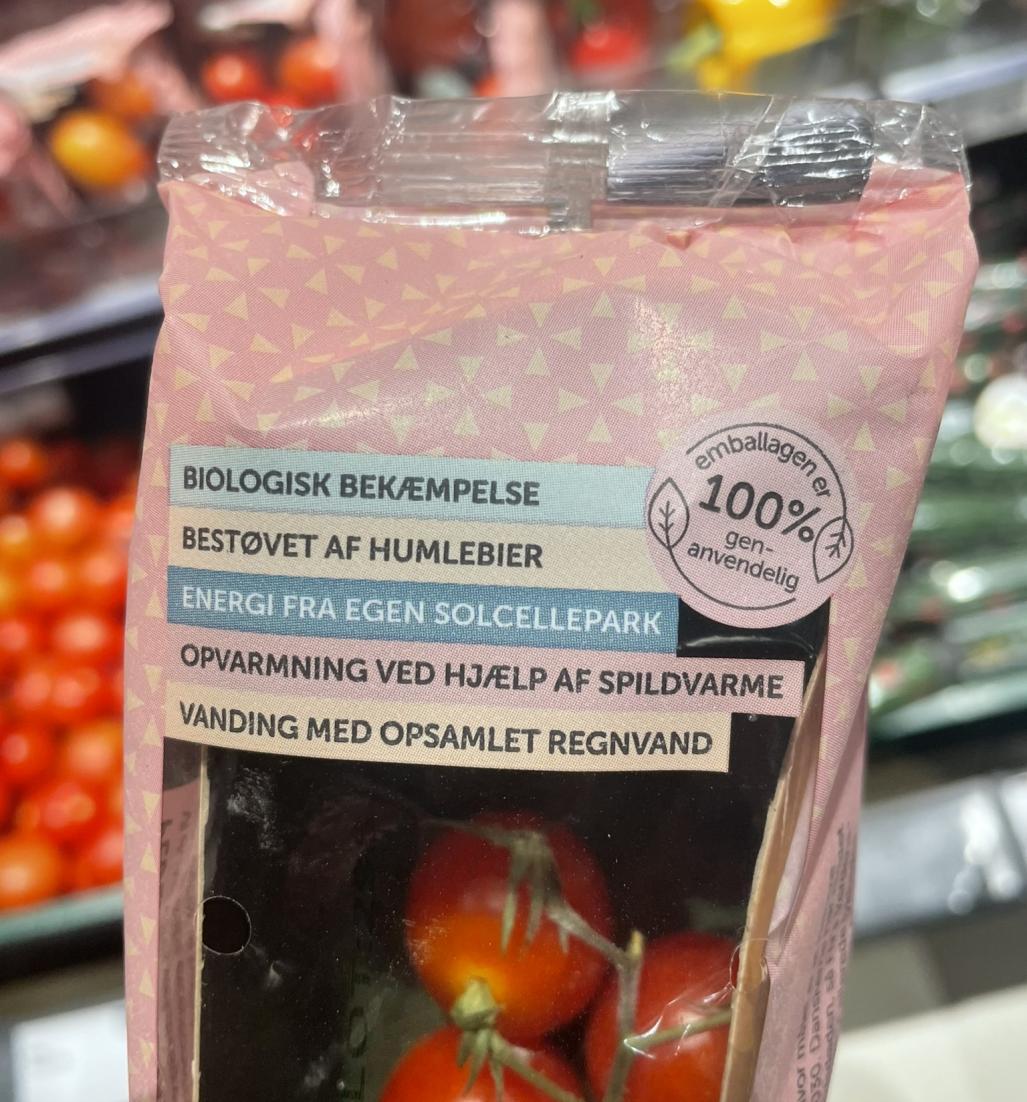 BIOLOGISK BEKÆMPELSE
BESTØVET AF HUMLEBIER
ENERGI FRA EGEN SOLCELLEPARK
OPVARMNING VED HJÆLP AF SPILDVARME
VANDING MED OPSAMLET REGNVAND
emballagen er
100%
gen-
anvendelig